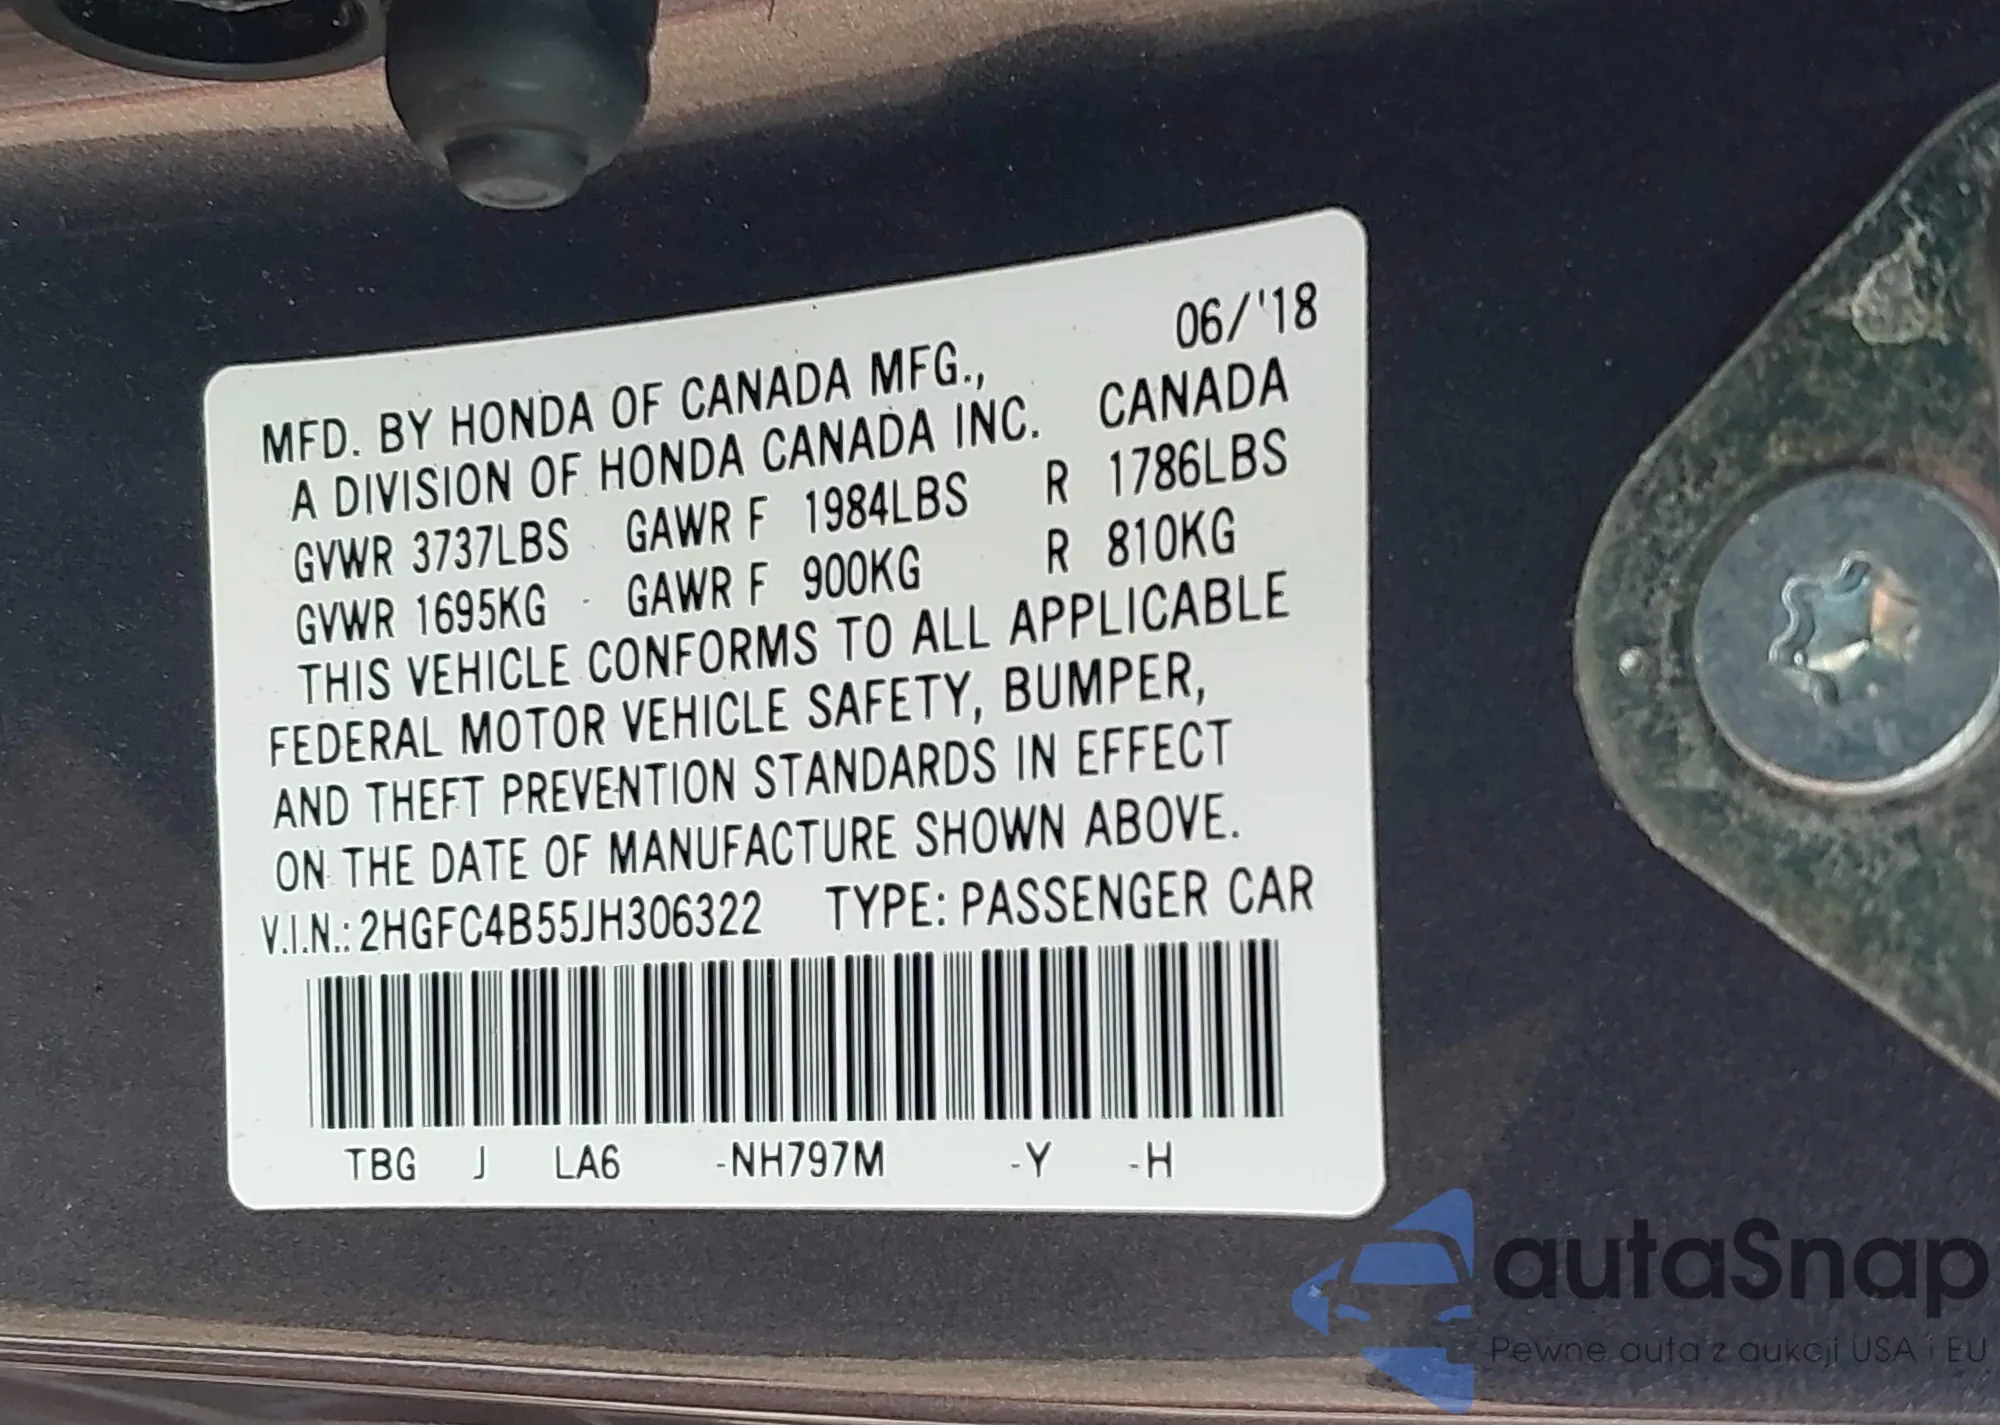 06/'18
MFD. BY HONDA OF CANADA MFG.,
A DIVISION OF HONDA CANADA INC. CANADA
GVWR 3737LBS GAWR F 1984LBS R 1786LBS
GVWR 1695KG GAWR F 900KG R 810KG
THIS VEHICLE CONFORMS TO ALL APPLICABLE
FEDERAL MOTOR VEHICLE SAFETY, BUMPER,
AND THEFT PREVENTION STANDARDS IN EFFECT
ON THE DATE OF MANUFACTURE SHOWN ABOVE.
V.I.N.: 2HGFC4B55JH306322 TYPE: PASSENGER CAR
TBG J LA6 -NH797M -Y -H
autaSnap
Pewne auta z aukcji USA i EU